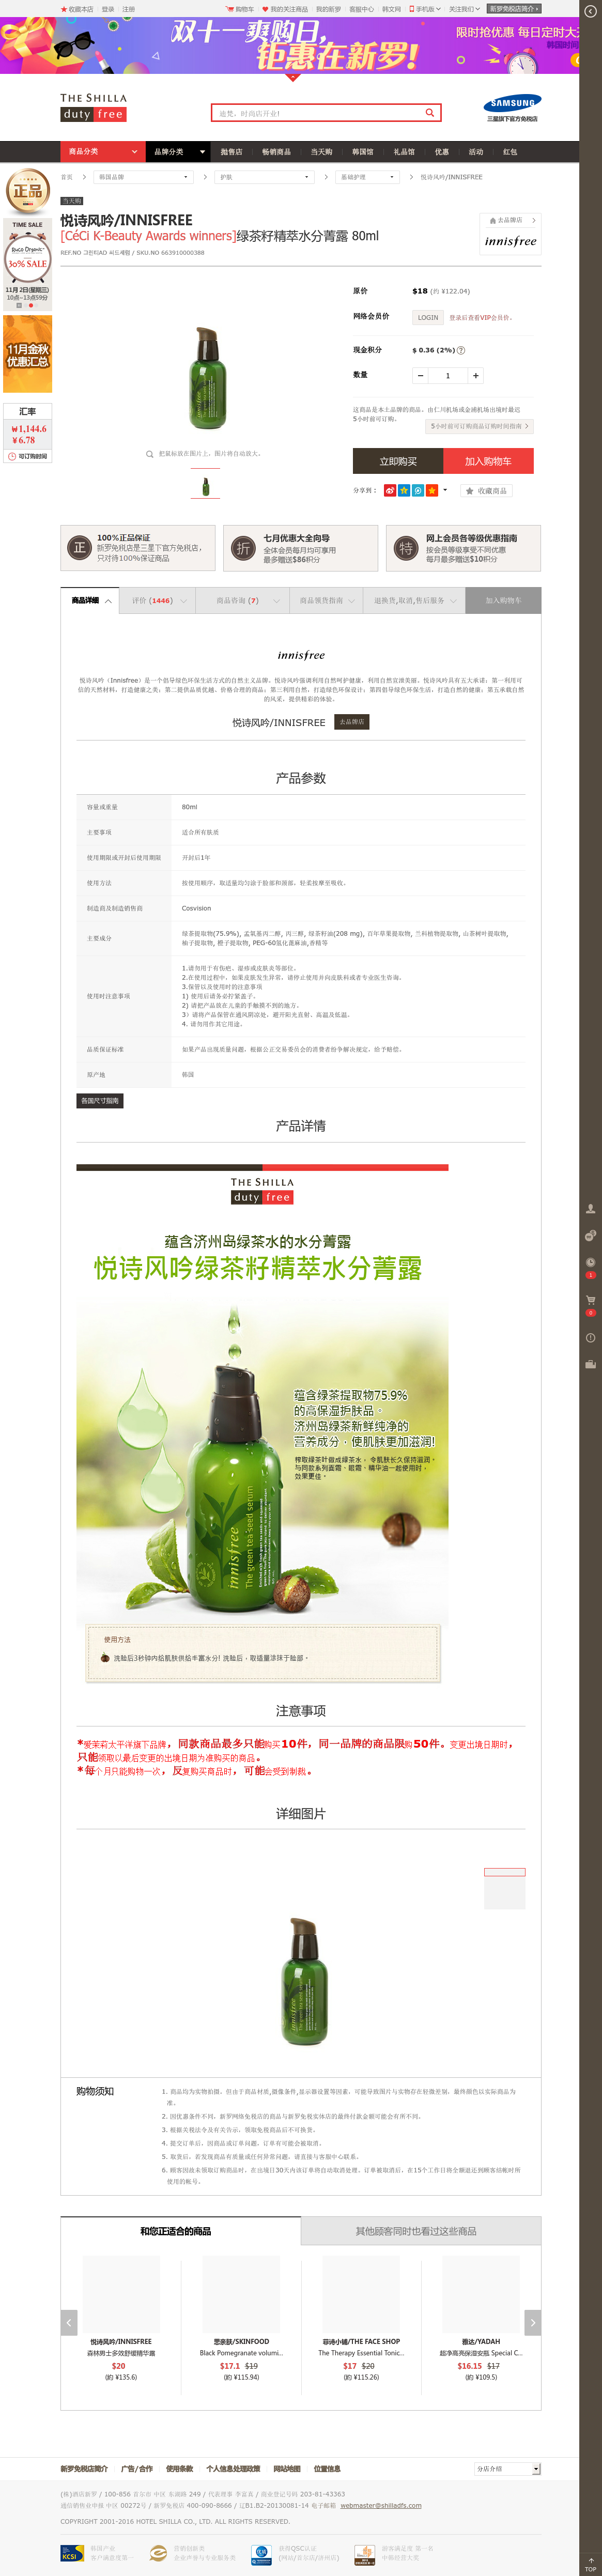 收藏本店 登录 注册 购物车 我的关注商品 我的新罗 客服中心 韩文网 手机版 关注我们 新罗免税店简介
双十一爽购日，
钜惠在新罗！
限时抢优惠 每日定时大
韩国时间
THE SHILLA
duty free
SAMSUNG
三星旗下官方免税店
商品分类 品牌分类 抛售店 畅销商品 当天购 韩国馆 礼品馆 优惠 活动 红包
首页 韩国品牌 护肤 基础护理 悦诗风吟/INNISFREE
正品
TIME SALE
30% SALE
11月 2日(星期三)
10点~13点59分
11月金秋
优惠汇总
汇率
₩1,144.6
¥6.78
可订购时间
当天购
悦诗风吟/INNISFREE
[CéCi K-Beauty Awards winners]绿茶籽精萃水分菁露 80ml
REF.NO 그린티AD 씨드세럼 / SKU.NO 663910000388
去品牌店
innisfree
原价 $18 (约 ¥122.04)
网络会员价 LOGIN 登录后查看VIP会员价。
现金积分 $ 0.36 (2%)
数量 1
这商品是本土品牌的商品。由仁川机场或金浦机场出境时最迟
5小时前可订购。
5小时前可订购商品订购时间指南
立即购买 加入购物车
分享到： 收藏商品
把鼠标放在图片上，图片将自动放大。
正 100%正品保证
新罗免税店是三星下官方免税店，
只对待100%保证商品
折 七月优惠大全向导
全体会员每月均可享用
最多赠送$86积分
特 网上会员各等级优惠指南
按会员等级享受不同优惠
每月最多赠送$10积分
商品详细 评价 (1446) 商品咨询 (7) 商品领货指南 退换货,取消,售后服务 加入购物车
innisfree
悦诗风吟（Innisfree）是一个倡导绿色环保生活方式的自然主义品牌。悦诗风吟强调利用自然呵护健康，利用自然宣泄美丽。悦诗风吟具有五大承诺：第一利用可
信的天然材料，打造健康之美；第二提供品质优越、价格合理的商品；第三利用自然，打造绿色环保设计；第四倡导绿色环保生活，打造自然的健康；第五承载自然
的风采，提供精彩的体验。
悦诗风吟/INNISFREE 去品牌店
产品参数
容量或重量 80ml
主要事项 适合所有肤质
使用期限或开封后使用期限 开封后1年
使用方法 按使用顺序，取适量均匀涂于脸部和颈部，轻柔按摩至吸收。
制造商及制造销售商 Cosvision
主要成分 绿茶提取物(75.9%), 孟氮基丙二醇, 丙三醇, 绿茶籽油(208 mg), 百年草果提取物, 兰科植物提取物, 山茶树叶提取物,
柚子提取物, 橙子提取物, PEG-60氢化蓖麻油,香精等
使用时注意事项
1.请勿用于有伤疤、湿疹或皮肤炎等部位。
2.在使用过程中，如果皮肤发生异常，请停止使用并向皮肤科或者专业医生咨询。
3.保管以及使用时的注意事项
1) 使用后请务必拧紧盖子。
2) 请把产品放在儿童的手触摸不到的地方。
3）请将产品保管在通风阴凉处，避开阳光直射、高温及低温。
4. 请勿用作其它用途。
品质保证标准 如果产品出现质量问题，根据公正交易委员会的消费者纷争解决规定，给予赔偿。
原产地 韩国
各国尺寸指南
产品详情
THE SHILLA
duty free
蕴含济州岛绿茶水的水分菁露
悦诗风吟绿茶籽精萃水分菁露
蕴含绿茶提取物75.9%
的高保湿护肤品。
济州岛绿茶新鲜纯净的
营养成分，使肌肤更加滋润!
榨取绿茶叶做成绿茶水，令肌肤长久保持滋润。
与同款系列面霜·眼霜·精华油一起使用时，
效果更佳。
The green tea seed serum
innisfree
使用方法
洗脸后3秒钟内给肌肤供给丰富水分! 洗脸后，取适量涂抹于脸部。
注意事项
*爱茉莉太平洋旗下品牌，同款商品最多只能购买10件，同一品牌的商品限购50件。变更出境日期时，
只能领取以最后变更的出境日期为准购买的商品。
*每个月只能购物一次，反复购买商品时，可能会受到制裁。
详细图片
innisfree
购物须知
1. 商品均为实物拍摄。但由于商品材质,摄像条件,显示器设置等因素，可能导致图片与实物存在轻微差别，最终颜色以实际商品为
准。
2. 因优惠条件不同，新罗网络免税店的商品与新罗免税实体店的最终付款金额可能会有所不同。
3. 根据关税法令及有关告示，领取免税商品后不可换货。
4. 提交订单后，因商品或订单问题，订单有可能会被取消。
5. 取货后，若发现商品有质量或任何异常问题，请直接与客服中心联系。
6. 顾客因故未领取订购商品时，在出境日30天内该订单将自动取消处理。订单被取消后，在15个工作日将全额退还到顾客结帐时所
使用的帐号。
和您正适合的商品 其他顾客同时也看过这些商品
悦诗风吟/INNISFREE
森林男士多效舒缓精华露
$20
(约 ¥135.6)
思亲肤/SKINFOOD
Black Pomegranate volumi...
$17.1 $19
(约 ¥115.94)
菲诗小铺/THE FACE SHOP
The Therapy Essential Tonic...
$17 $20
(约 ¥115.26)
雅达/YADAH
超净高亮保湿安瓶 Special C...
$16.15 $17
(约 ¥109.5)
新罗免税店简介 广告/合作 使用条款 个人信息处理政策 网站地图 位置信息 分店介绍
(株)酒店新罗 / 100-856 首尔市 中区 东湖路 249 / 代表理事 李富真 / 商业登记号码 203-81-43363
通信销售业申报 中区 00272号 / 新罗免税店 400-090-8666 / 辽B1.B2-20130081-14 电子邮箱 webmaster@shilladfs.com
COPYRIGHT 2001-2016 HOTEL SHILLA CO., LTD. ALL RIGHTS RESERVED.
KCSI 韩国产业
客户满意度第一
营销创新奖
企业声誉与专业服务类
获得QSC认证
(网站/首尔店/济州店)
顾客满足度 第一名
中韩经营大奖
1
0
TOP